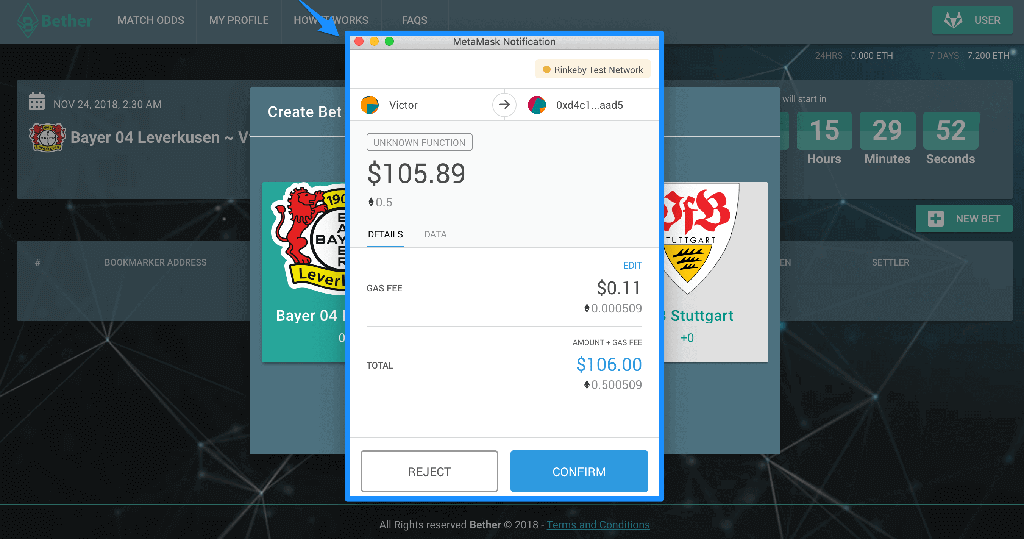 Bether
MATCH ODDS
MY PROFILE
HOW IT WORKS
FAQS
USER
24HRS 0.000 ETH 7 DAYS 7.200 ETH
NOV 24, 2018, 2:30 AM
Bayer 04 Leverkusen ~ V
will start in
15
29
52
Hours
Minutes
Seconds
NEW BET
#
BOOKMARKER ADDRESS
SETTLER
Create Bet
Bayer 04
Stuttgart
+0
STUTTGART
Leverk
MetaMask Notification
Rinkeby Test Network
Victor
0xd4c1...aad5
UNKNOWN FUNCTION
$105.89
0.5
DETAILS
DATA
EDIT
GAS FEE
$0.11
0.000509
AMOUNT + GAS FEE
TOTAL
$106.00
0.500509
REJECT
CONFIRM
All Rights reserved Bether © 2018 - Terms and Conditions